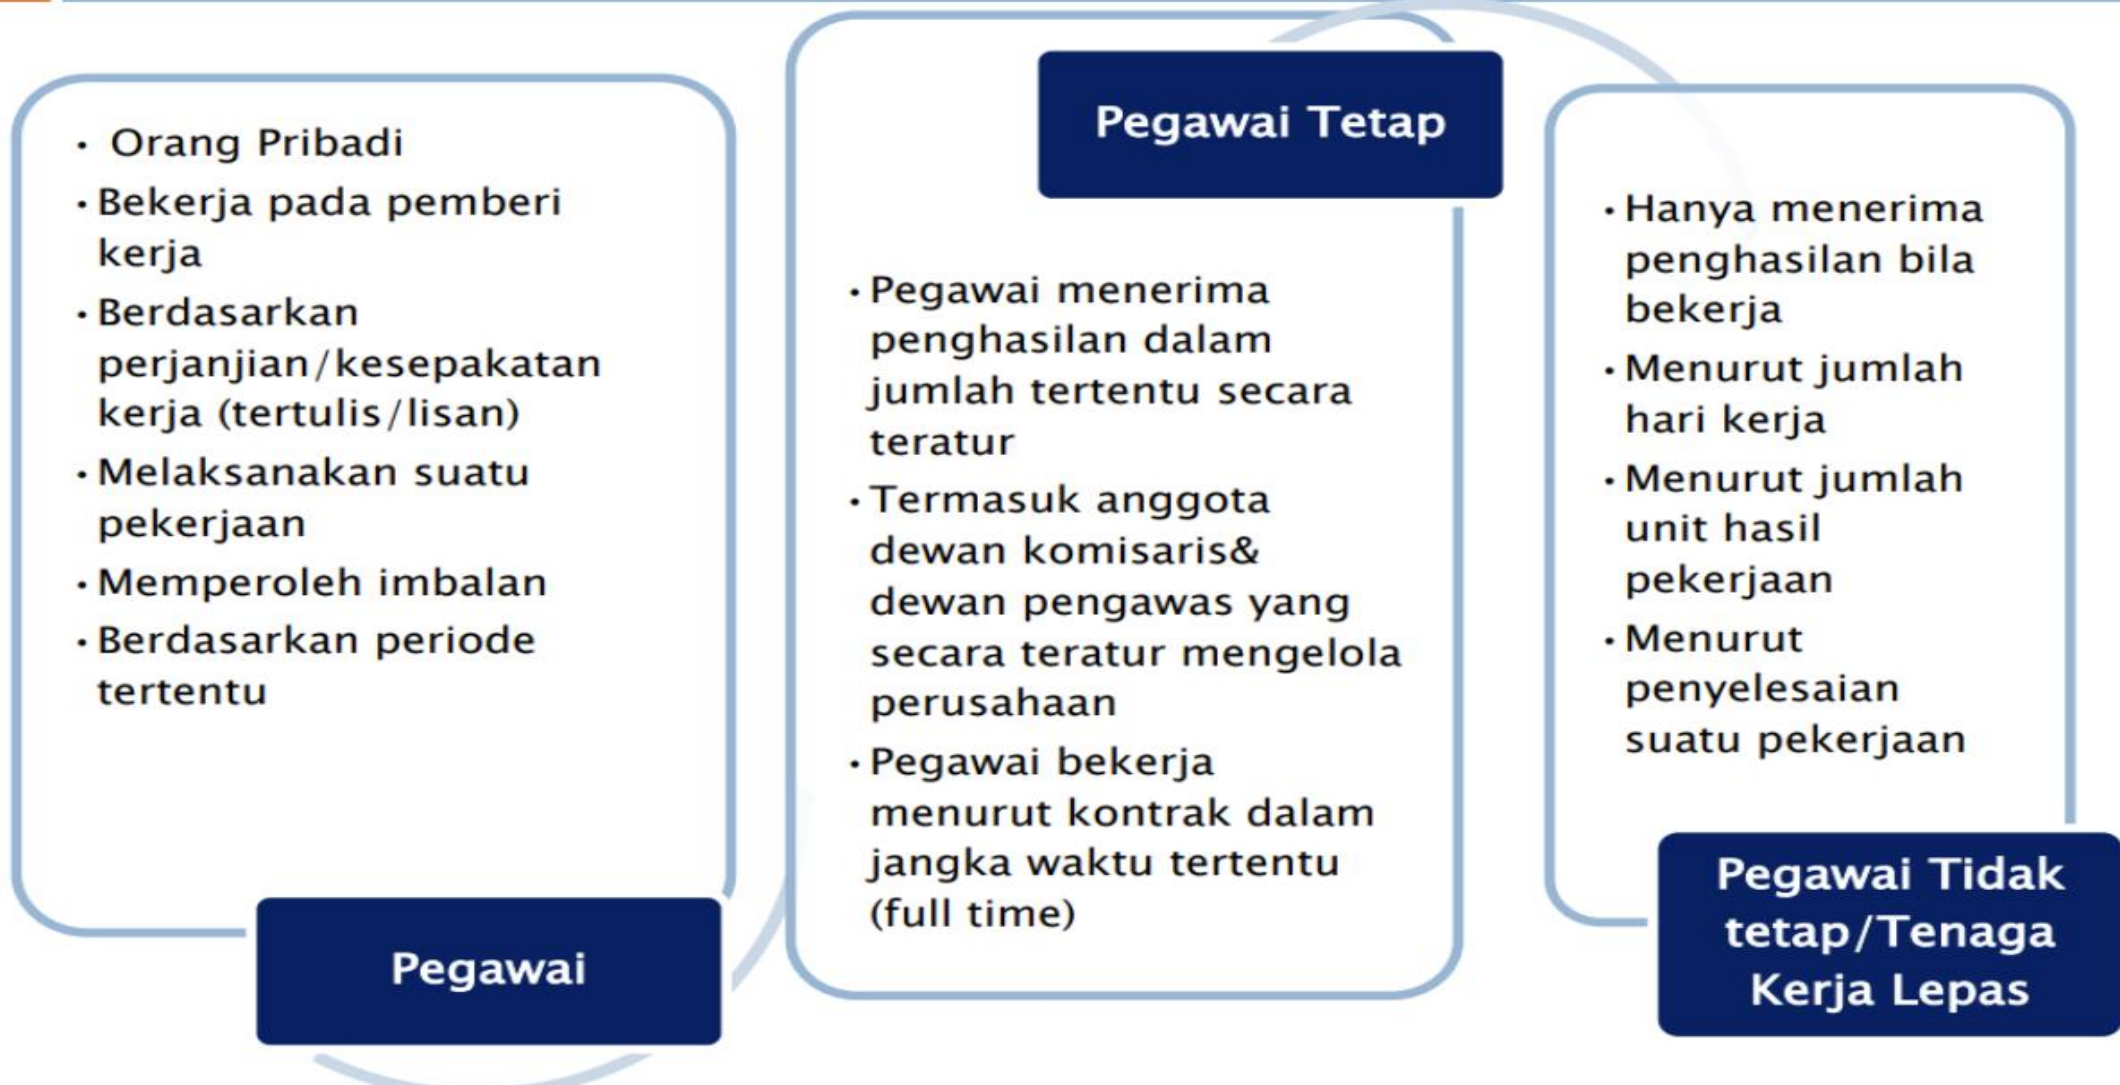 • Orang Pribadi
• Bekerja pada pemberi
kerja
• Berdasarkan
perjanjian/kesepakatan
kerja (tertulis/lisan)
• Melaksanakan suatu
pekerjaan
• Memperoleh imbalan
• Berdasarkan periode
tertentu
Pegawai
Pegawai Tetap
• Pegawai menerima
penghasilan dalam
jumlah tertentu secara
teratur
• Termasuk anggota
dewan komisaris&
dewan pengawas yang
secara teratur mengelola
perusahaan
• Pegawai bekerja
menurut kontrak dalam
jangka waktu tertentu
(full time)
• Hanya menerima
penghasilan bila
bekerja
• Menurut jumlah
hari kerja
• Menurut jumlah
unit hasil
pekerjaan
• Menurut
penyelesaian
suatu pekerjaan
Pegawai Tidak
tetap/Tenaga
Kerja Lepas